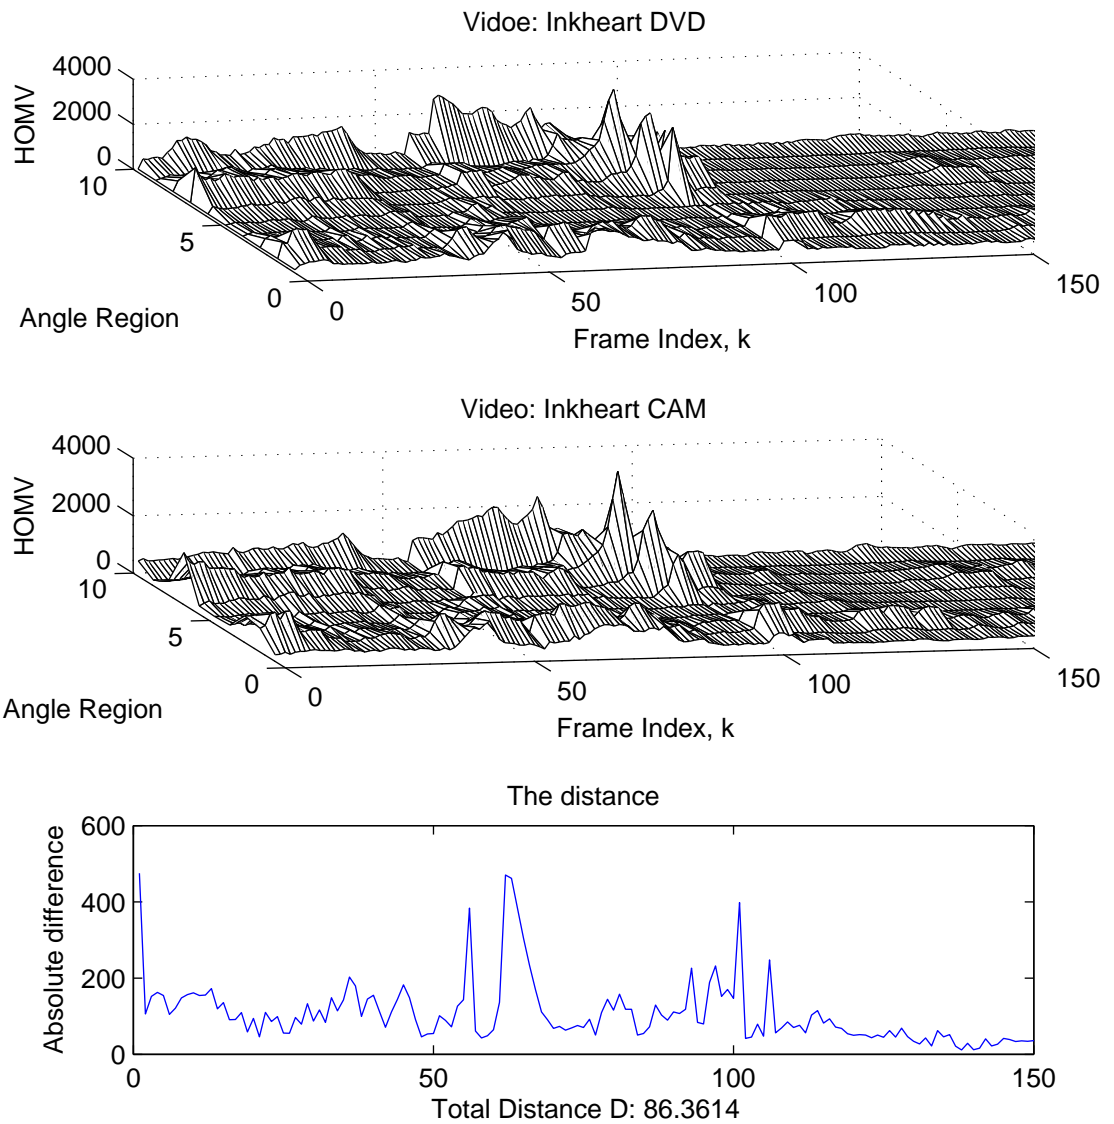 Vidoe: Inkheart DVD
4000
2000
0
HOMV
10
5
0
Angle Region
0
50
100
150
Frame Index, k
Video: Inkheart CAM
4000
2000
0
HOMV
10
5
0
Angle Region
0
50
100
150
Frame Index, k
The distance
600
400
200
0
Absolute difference
0
50
100
150
Total Distance D: 86.3614